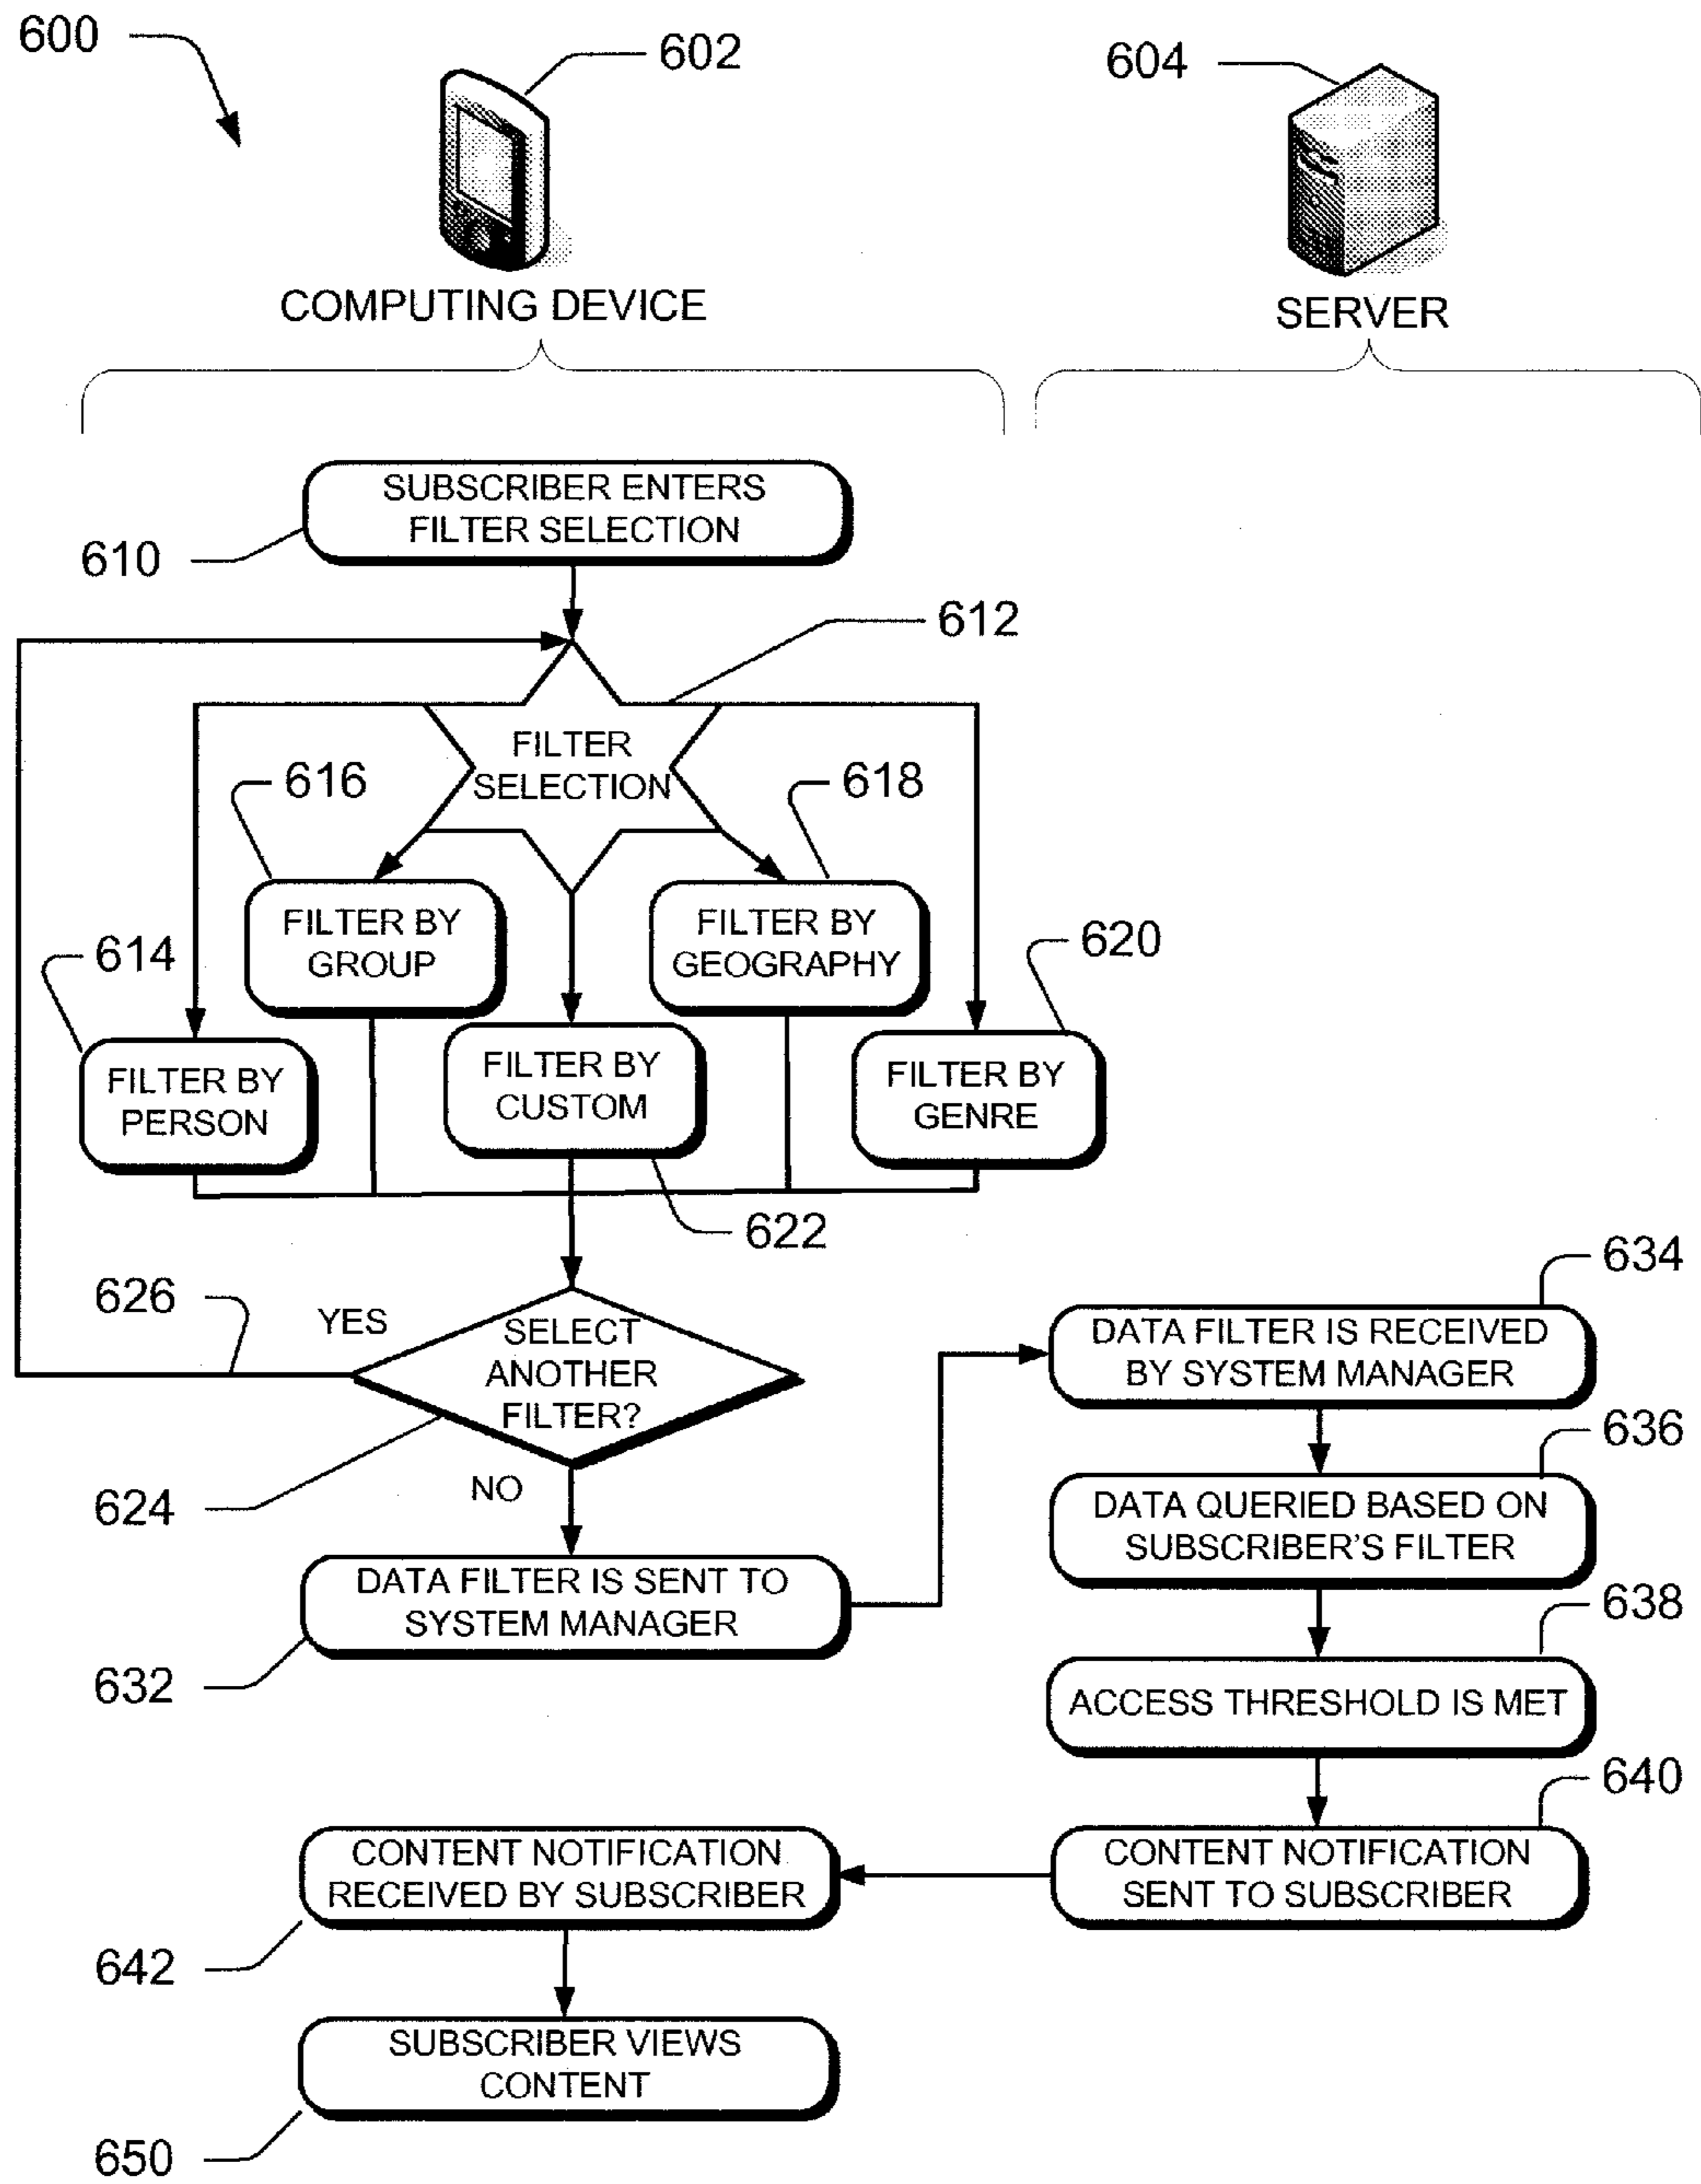 600
602
604
COMPUTING DEVICE
SERVER
SUBSCRIBER ENTERS
FILTER SELECTION
610
612
FILTER
SELECTION
616
618
FILTER BY
GROUP
FILTER BY
GEOGRAPHY
614
620
FILTER BY
PERSON
FILTER BY
CUSTOM
FILTER BY
GENRE
622
626
YES
SELECT
ANOTHER
FILTER?
624
NO
634
DATA FILTER IS RECEIVED
BY SYSTEM MANAGER
636
DATA QUERIED BASED ON
SUBSCRIBER'S FILTER
DATA FILTER IS SENT TO
SYSTEM MANAGER
632
638
ACCESS THRESHOLD IS MET
640
CONTENT NOTIFICATION
SENT TO SUBSCRIBER
CONTENT NOTIFICATION
RECEIVED BY SUBSCRIBER
642
SUBSCRIBER VIEWS
CONTENT
650